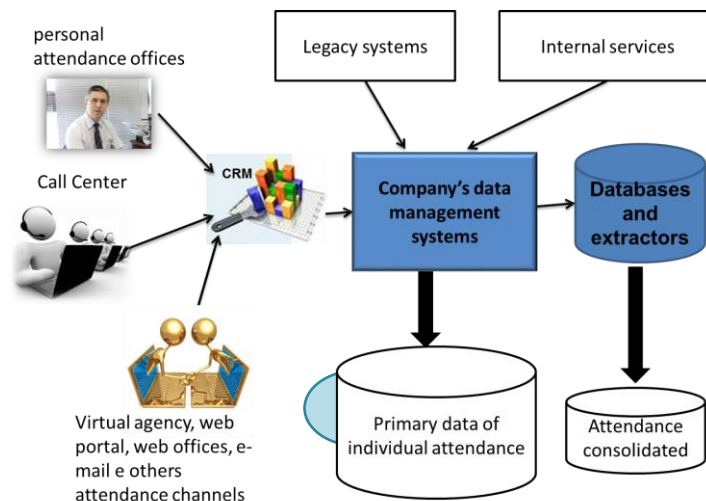 personal
attendance offices
Legacy systems
Internal services
CRM
Call Center
Company's data
management
systems
Databases
and
extractors
Virtual agency, web
portal, web offices, e-
mail e others
attendance channels
Primary data of
individual attendance
Attendance
consolidated